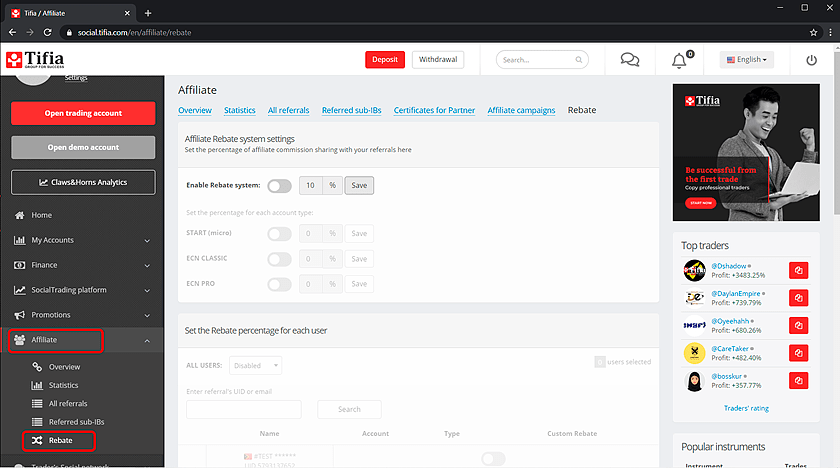 Tifia / Affiliate
social.tifia.com/en/affiliate/rebate
Tifia
GROUP FOR SUCCESS
Deposit
Withdrawal
Search...
0
English
Settings
Open trading account
Open demo account
Claws&Horns Analytics
Home
My Accounts
Finance
SocialTrading platform
Promotions
Affiliate
Overview
Statistics
All referrals
Referred sub-IBs
Rebate
Trader's Social network
Affiliate
Overview Statistics All referrals Referred sub-IBs Certificates for Partner Affiliate campaigns Rebate
Affiliate Rebate system settings
Set the percentage of affiliate commission sharing with your referrals here
Enable Rebate system: 10 % Save
Set the percentage for each account type:
START (micro) 0 % Save
ECN CLASSIC 0 % Save
ECN PRO 0 % Save
Set the Rebate percentage for each user
ALL USERS: Disabled
users selected
Enter referral's UID or email
Search
Name Account Type Custom Rebate
#TEST ******
Tifia
Be successful from
the first trade
Copy professional traders
START NOW
Top traders
@Dshadow
Profit: +3483.25%
@DaylanEmpire
Profit: +739.79%
@Oyeehahh
Profit: +680.26%
@CareTaker
Profit: +482.40%
@bosskur
Profit: +357.77%
Traders' rating
Popular instruments
Instrument Trades